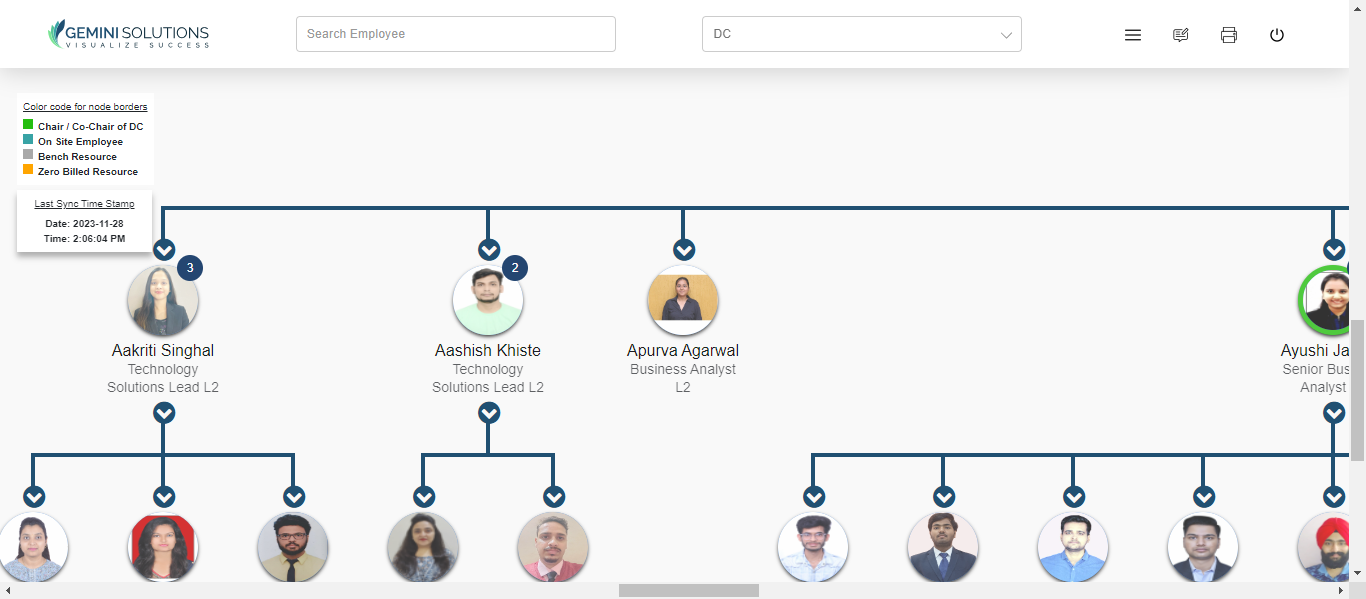 GEMINI SOLUTIONS
VISUALIZE SUCCESS
Search Employee
DC
Color code for node borders
Chair / Co-Chair of DC
On Site Employee
Bench Resource
Zero Billed Resource
Last Sync Time Stamp
Date: 2023-11-28
Time: 2:06:04 PM
3
2
Aakriti Singhal
Technology
Solutions Lead L2
Aashish Khiste
Technology
Solutions Lead L2
Apurva Agarwal
Business Analyst
L2
Ayushi Ja
Senior Bus
Analyst